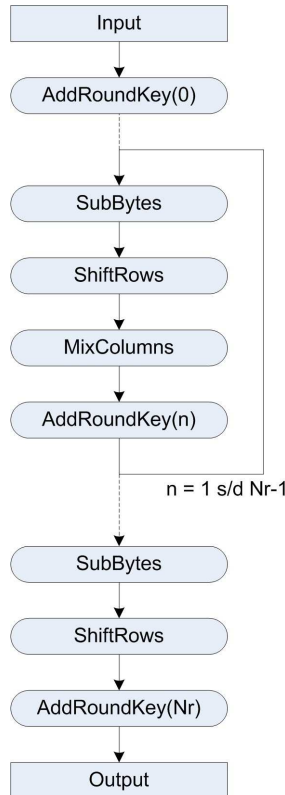 Input
AddRoundKey(0)
SubBytes
ShiftRows
MixColumns
AddRoundKey(n)
n = 1 s/d Nr-1
SubBytes
ShiftRows
AddRoundKey(Nr)
Output